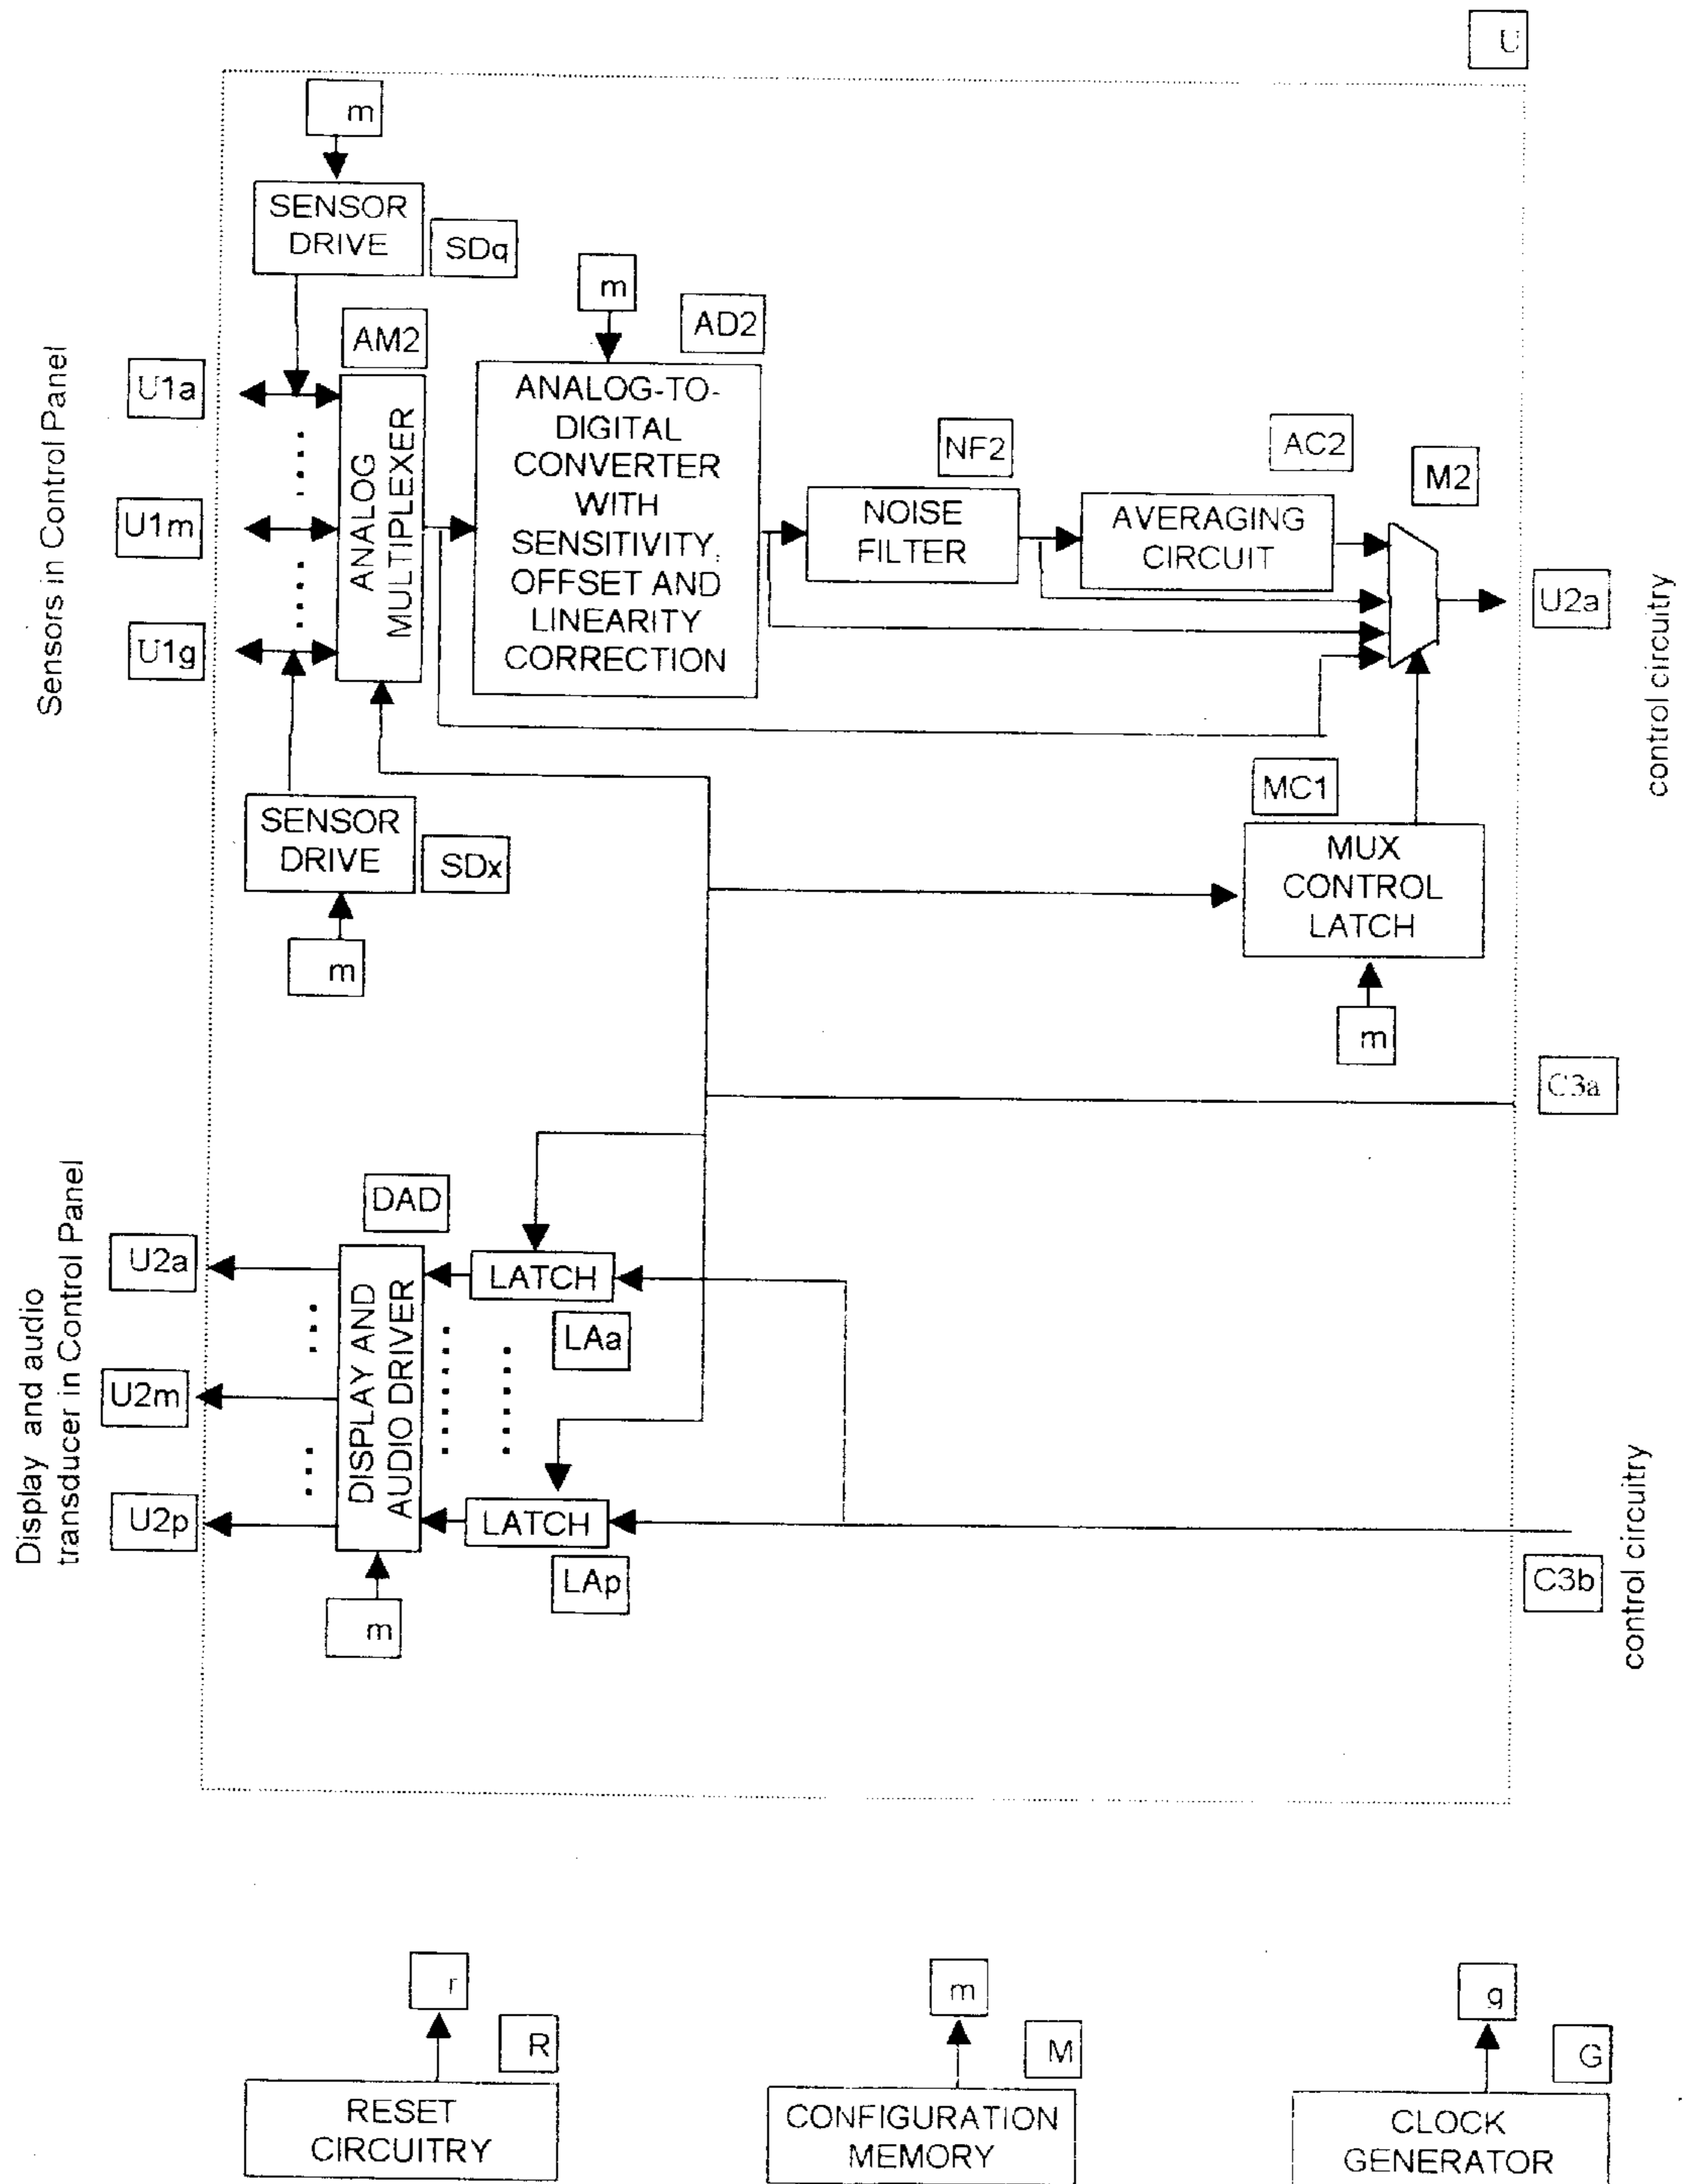 U
m
SENSOR
DRIVE
SDq
m
AM2
AD2
Sensors in Control Panel
U1a
U1m
U1g
ANALOG
MULTIPLEXER
ANALOG-TO-
DIGITAL
CONVERTER
WITH
SENSITIVITY,
OFFSET AND
LINEARITY
CORRECTION
NF2
NOISE
FILTER
AC2
AVERAGING
CIRCUIT
M2
U2a
control circuitry
SENSOR
DRIVE
SDx
m
MC1
MUX
CONTROL
LATCH
m
C3a
Display and audio
transducer in Control Panel
DAD
U2a
U2m
U2p
DISPLAY AND
AUDIO DRIVER
LATCH
LAa
LATCH
LAp
m
C3b
control circuitry
r
R
RESET
CIRCUITRY
m
M
CONFIGURATION
MEMORY
g
G
CLOCK
GENERATOR